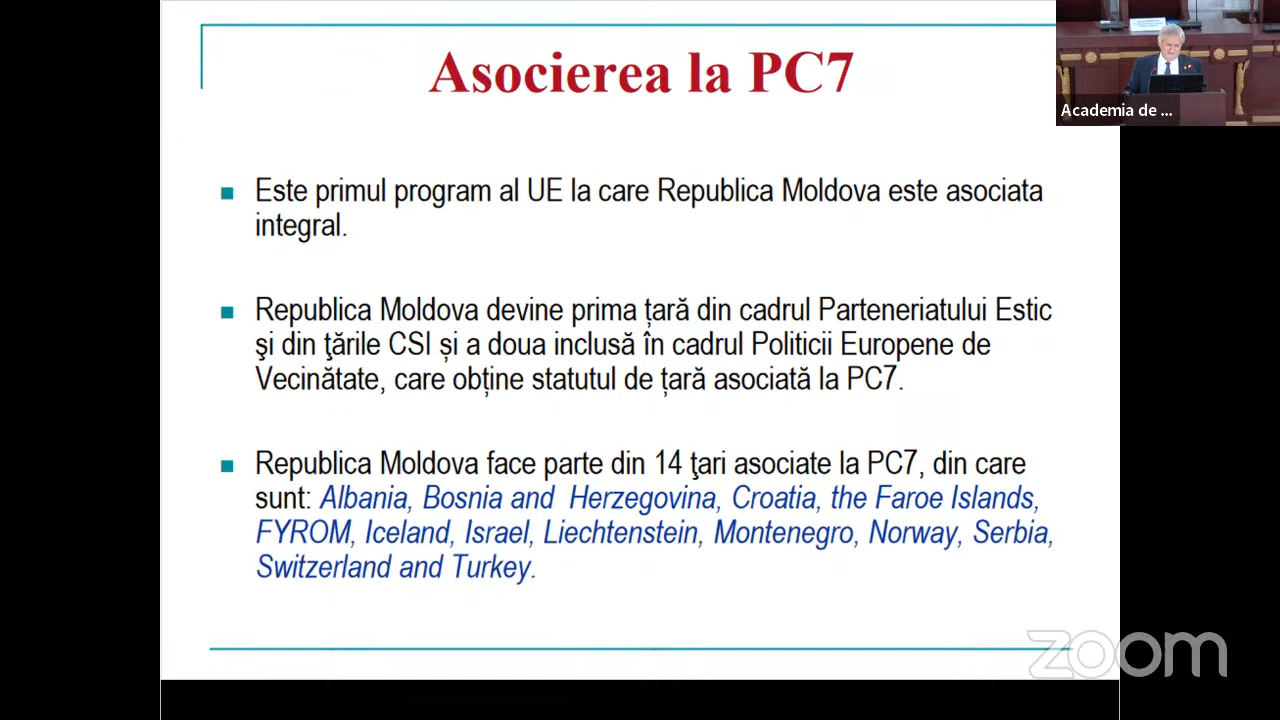 Asocierea la PC7
Academia de ...
Este primul program al UE la care Republica Moldova este asociata
integral.
Republica Moldova devine prima țară din cadrul Parteneriatului Estic
şi din ţările CSI și a doua inclusă în cadrul Politicii Europene de
Vecinătate, care obține statutul de țară asociată la PC7.
Republica Moldova face parte din 14 ţari asociate la PC7, din care
sunt: Albania, Bosnia and Herzegovina, Croatia, the Faroe Islands,
FYROM, Iceland, Israel, Liechtenstein, Montenegro, Norway, Serbia,
Switzerland and Turkey.
zoom